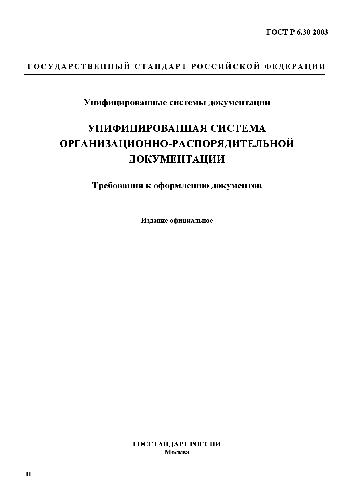 ГОСТ Р 6.30-2003
ГОСУДАРСТВЕННЫЙ СТАНДАРТ РОССИЙСКОЙ ФЕДЕРАЦИИ
Унифицированные системы документации
УНИФИЦИРОВАННАЯ СИСТЕМА
ОРГАНИЗАЦИОННО-РАСПОРЯДИТЕЛЬНОЙ
ДОКУМЕНТАЦИИ
Требования к оформлению документов
Издание официальное
ГОССТАНДАРТ РОССИИ
Москва